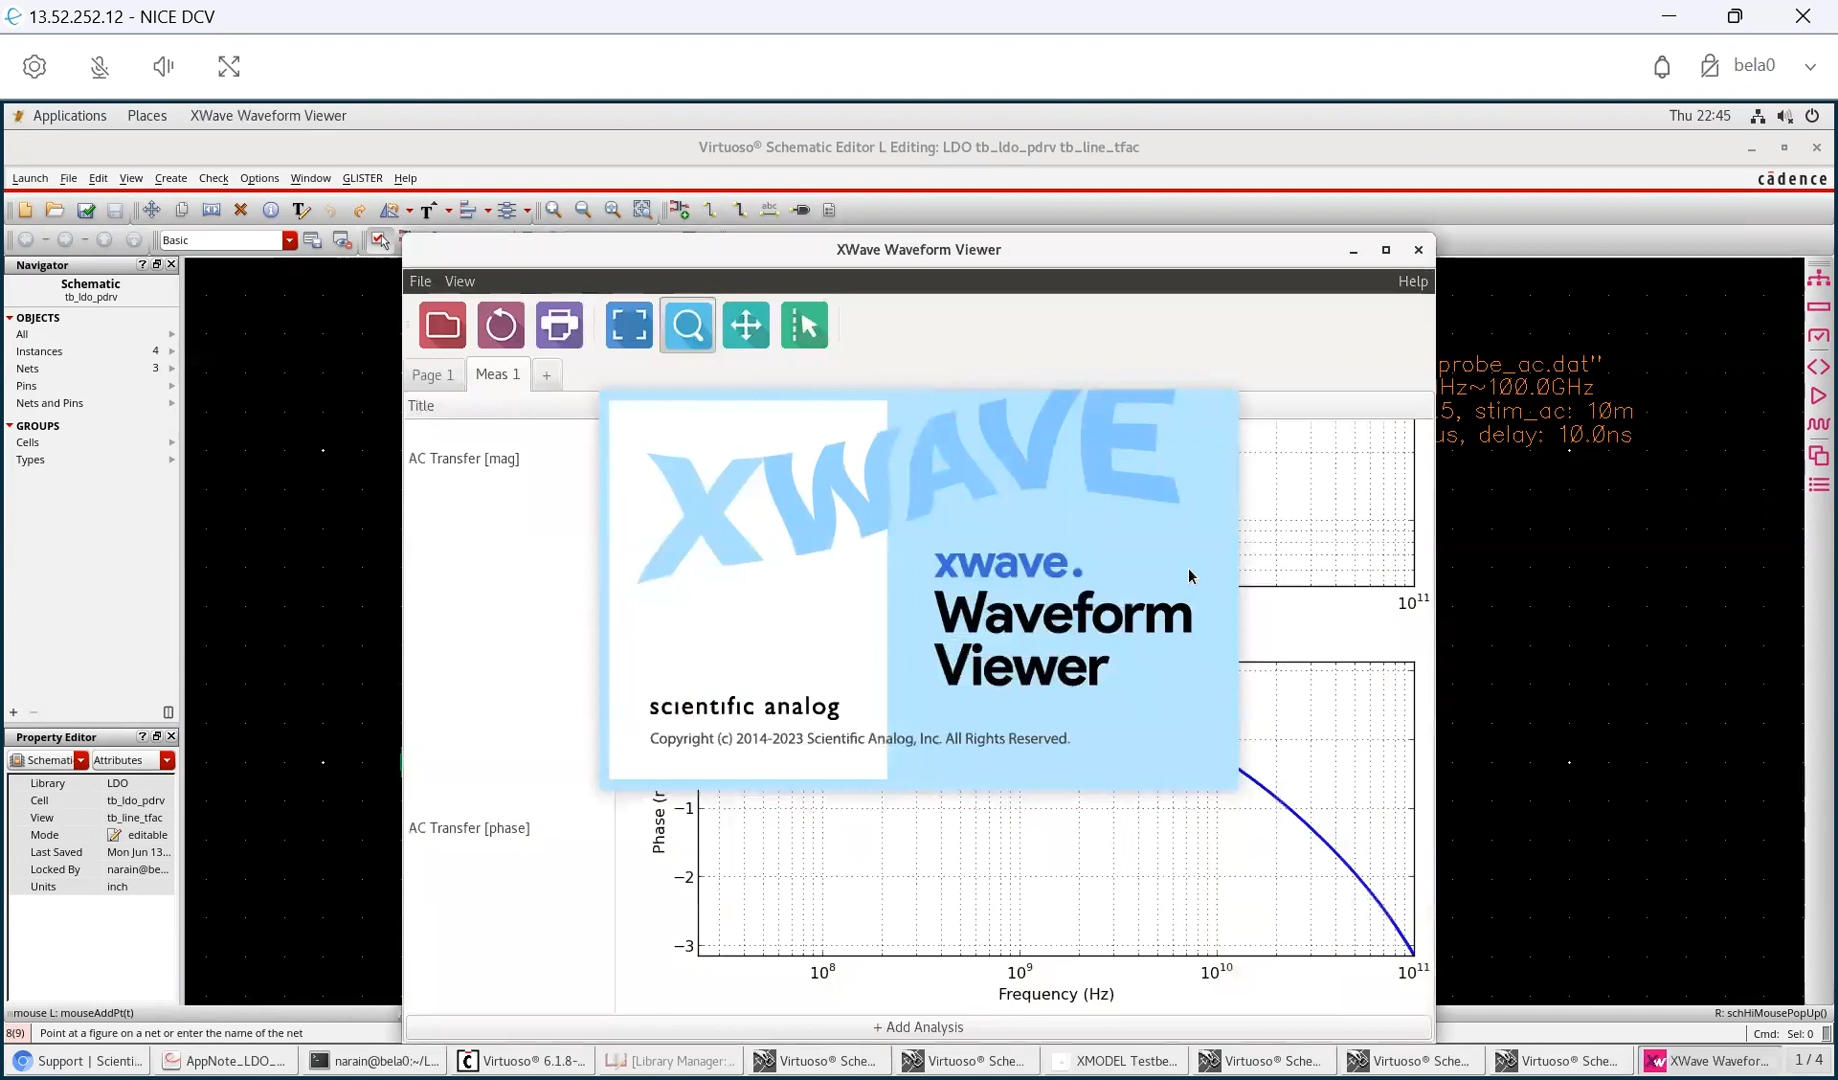 13.52.252.12 - NICE DCV
bela0
Applications Places XWave Waveform Viewer Thu 22:45
Virtuoso® Schematic Editor L Editing: LDO tb_ldo_pdrv tb_line_tfac
Launch File Edit View Create Check Options Window GLISTER Help cādence
abc
Basic
XWave Waveform Viewer
File View Help
Page 1 Meas 1 +
Title
Navigator
Schematic
tb_ldo_pdrv
OBJECTS
All
Instances 4
Nets 3
Pins
Nets and Pins
GROUPS
Cells
Types
AC Transfer [mag]
XWAVE
xwave.
Waveform
Viewer
scientific analog
Copyright (c) 2014-2023 Scientific Analog, Inc. All Rights Reserved.
10¹¹
probe_ac.dat"
Hz~100.0GHz
.5, stim_ac: 10m
us, delay: 10.0ns
Property Editor
Schemati Attributes
Library LDO
Cell tb_ldo_pdrv
View tb_line_tfac
Mode editable
Last Saved Mon Jun 13...
Locked By narain@be...
Units inch
AC Transfer [phase]
Phase (r
−1
−2
−3
10⁸ 10⁹ 10¹⁰ 10¹¹
Frequency (Hz)
+ Add Analysis
mouse L: mouseAddPt(t) R: schHiMousePopUp()
8(9) Point at a figure on a net or enter the name of the net Cmd: Sel: 0
Support | Scienti... AppNote_LDO_... narain@bela0:~/L... Virtuoso® 6.1.8-... [Library Manager:... Virtuoso® Sche... Virtuoso® Sche... XMODEL Testbe... Virtuoso® Sche... Virtuoso® Sche... Virtuoso® Sche... XWave Wavefor... 1 / 4